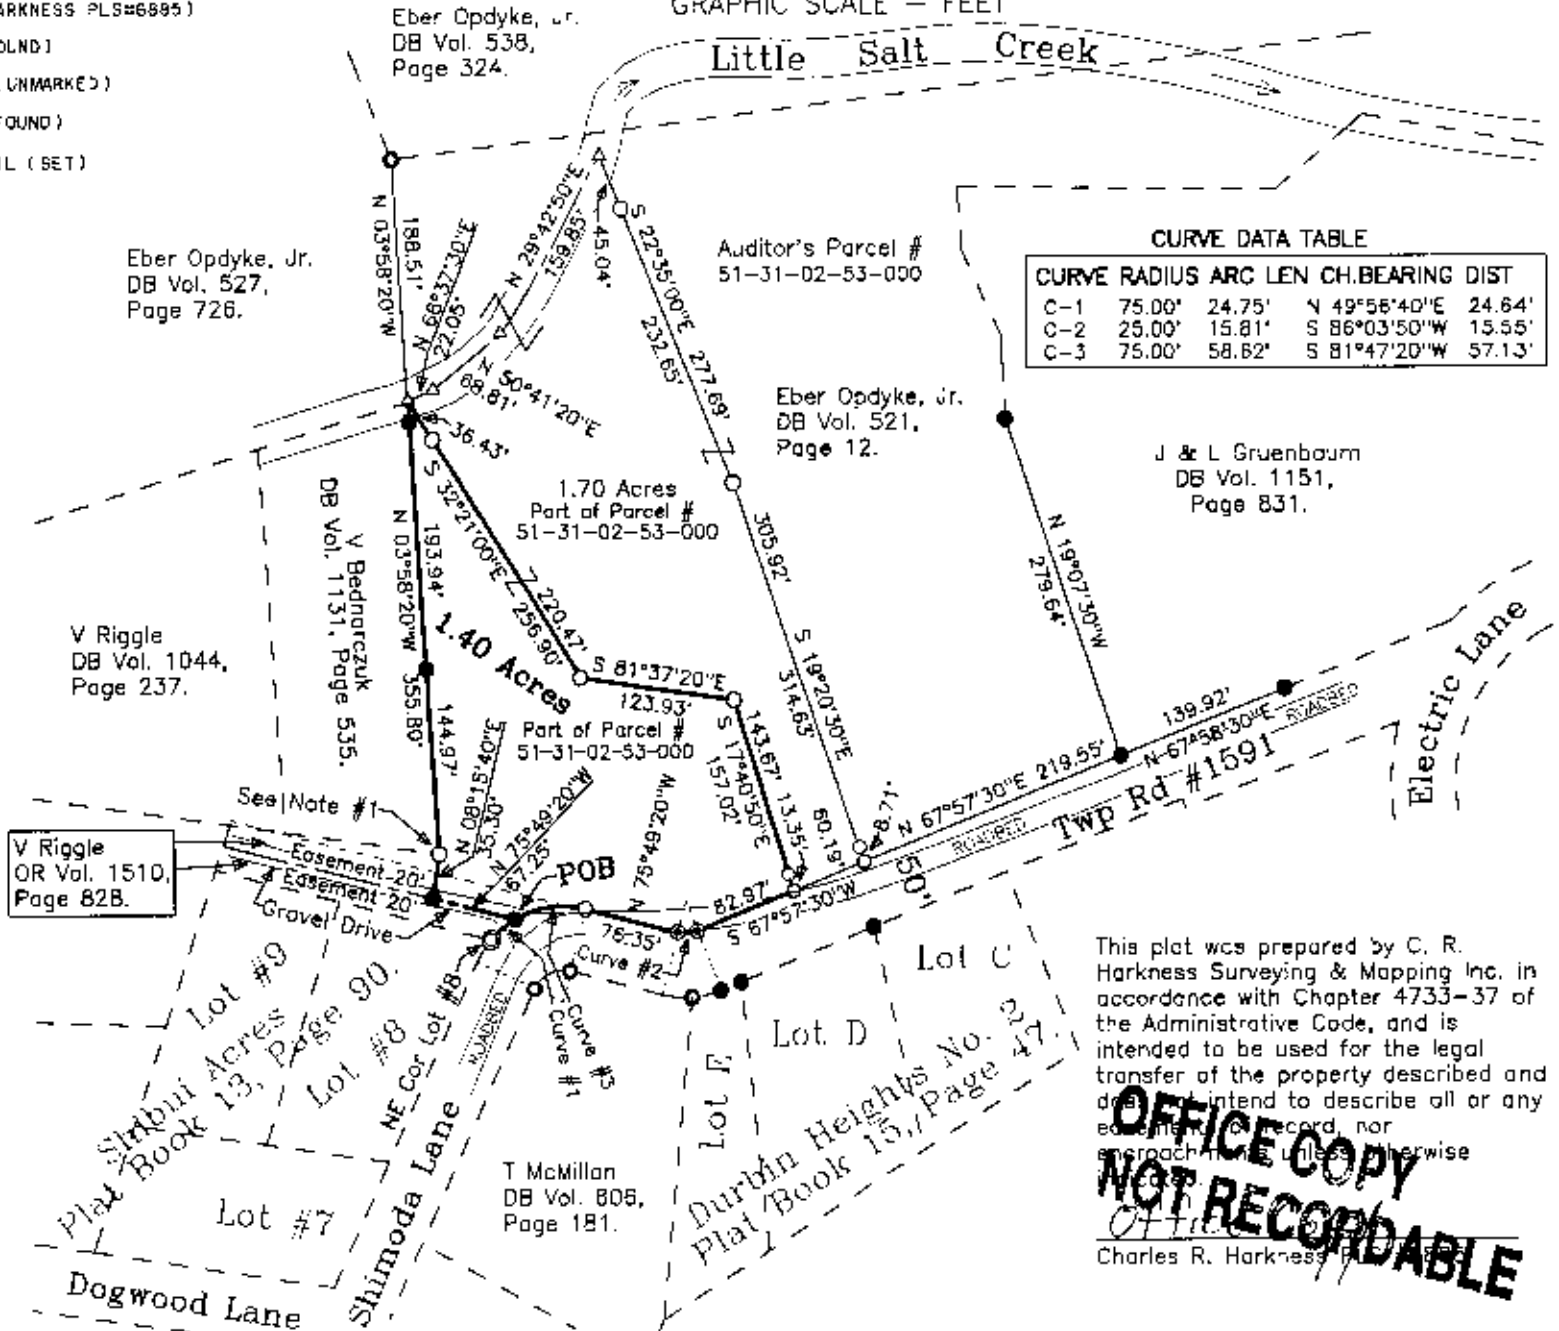 ARKNESS PLS#6885)
OUND)
UNMARKED)
FOUND)
IL (SET)
Eber Opdyke, Jr.
DB Vol. 538,
Page 324.
GRAPHIC SCALE — FEET
Little Salt Creek
Eber Opdyke, Jr.
DB Vol. 527,
Page 726.
N 03°58'20"W
188.51'
N 68°37'30"E
22.05'
N 29°42'50"E
159.85'
45.04'
N 50°41'20"E
68.81'
36.43'
S 22°35'00"E 277.69'
232.65'
Auditor's Parcel #
51-31-02-53-000
CURVE DATA TABLE
CURVE RADIUS ARC LEN CH.BEARING DIST
C-1 75.00' 24.75' N 49°56'40"E 24.64'
C-2 25.00' 15.81' S 86°03'50"W 15.55'
C-3 75.00' 58.62' S 81°47'20"W 57.13'
Eber Opdyke, Jr.
DB Vol. 521,
Page 12.
J & L Gruenbaum
DB Vol. 1151,
Page 831.
1.70 Acres
Part of Parcel #
51-31-02-53-000
V Bednarczuk
DB Vol. 1131, Page 535.
193.94'
N 03°58'20"W 355.80'
144.97'
S 32°21'00"E 256.90'
220.47'
305.92'
S 19°20'30"E
314.63'
N 19°07'30"W
279.64'
V Riggle
DB Vol. 1044,
Page 237.
1.40 Acres
Part of Parcel #
51-31-02-53-000
S 81°37'20"E
123.93'
143.67'
S 17°40'50"E
157.02'
13.35'
60.19'
8.71'
N 67°57'30"E 219.55'
139.92'
N 67°58'30"E
ROADBED
ROADBED
Twp Rd #1591
Electric Lane
50'
See Note #1
N 08°15'40"E
35.30'
N 75°49'20"W
67.25'
N 75°49'20"W
76.35'
POB
82.97'
S 67°57'30"W
V Riggle
OR Vol. 1510,
Page 828.
Easement 20'
Easement 20'
Gravel Drive
Curve #2
Curve #3
Curve #1
ROADBED
NE Cor Lot #8
Lot #9
Lot #8
Shibui Acres
Plat Book 13, Page 90.
Lot #7
Dogwood Lane
Shimoda Lane
T McMillan
DB Vol. 806,
Page 181.
Lot E
Lot D
Lot C
Durbin Heights No. 2
Plat Book 15, Page 47.
This plat was prepared by C. R.
Harkness Surveying & Mapping Inc. in
accordance with Chapter 4733-37 of
the Administrative Code, and is
intended to be used for the legal
transfer of the property described and
does not intend to describe all or any
easements of record, nor
encroachments unless otherwise
OFFICE COPY
NOT RECORDABLE
Charles R. Harkness